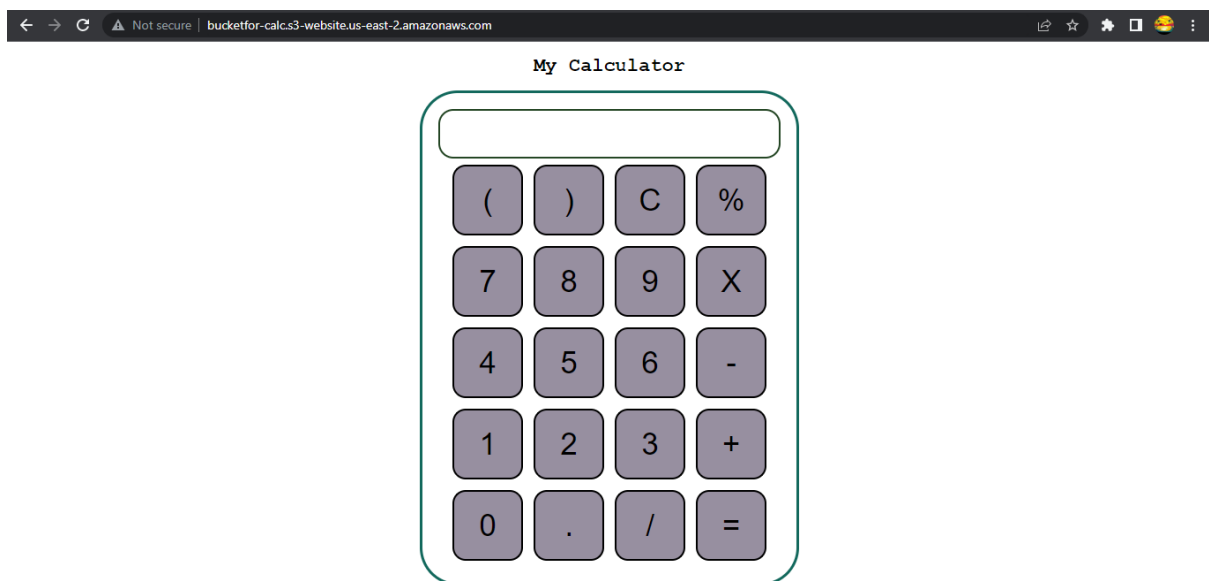 Not secure | bucketfor-calc.s3-website.us-east-2.amazonaws.com
My Calculator
( ) C %
7 8 9 X
4 5 6 -
1 2 3 +
0 . / =